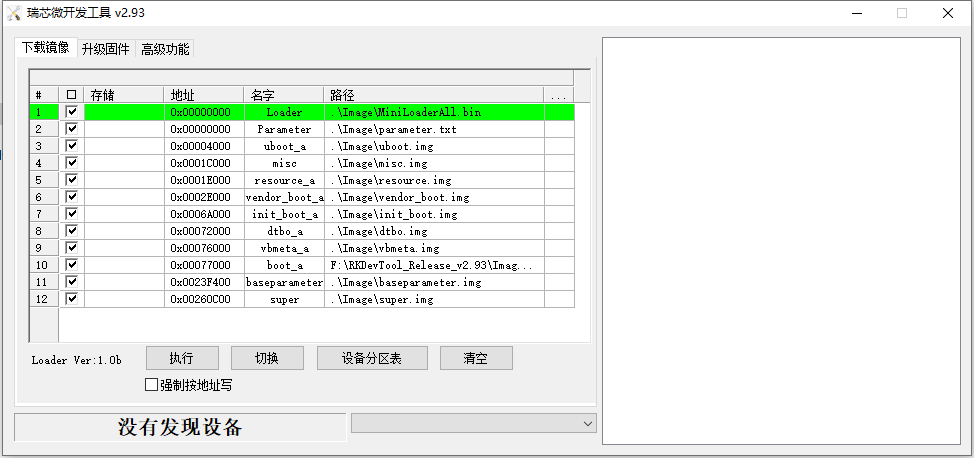 瑞芯微开发工具 v2.93
下载镜像 升级固件 高级功能
# 存储 地址 名字 路径 ...
1 0x00000000 Loader .\Image\MiniLoaderAll.bin
2 0x00000000 Parameter .\Image\parameter.txt
3 0x00004000 uboot_a .\Image\uboot.img
4 0x0001C000 misc .\Image\misc.img
5 0x0001E000 resource_a .\Image\resource.img
6 0x0002E000 vendor_boot_a .\Image\vendor_boot.img
7 0x0006A000 init_boot_a .\Image\init_boot.img
8 0x00072000 dtbo_a .\Image\dtbo.img
9 0x00076000 vbmeta_a .\Image\vbmeta.img
10 0x00077000 boot_a F:\RKDevTool_Release_v2.93\Imag...
11 0x0023F400 baseparameter .\Image\baseparameter.img
12 0x00260C00 super .\Image\super.img
Loader Ver:1.0b 执行 切换 设备分区表 清空
强制按地址写
没有发现设备